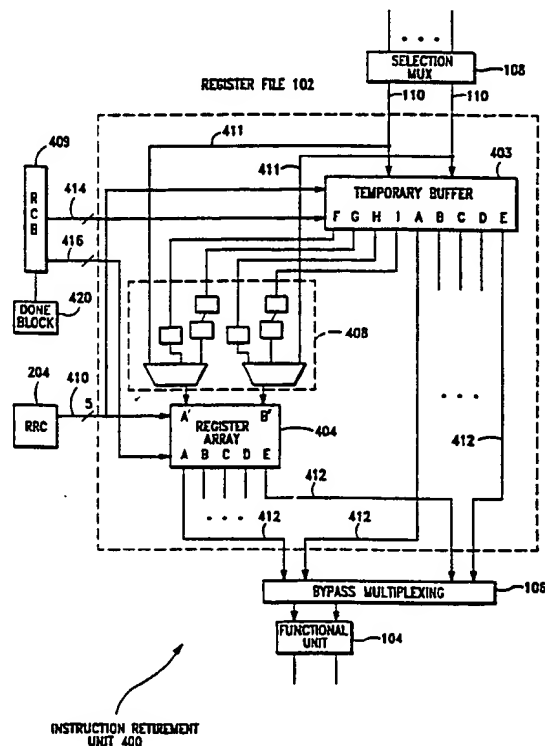 SELECTION
MUX
108
REGISTER FILE 102
110
110
411
411
409
403
R
C
B
414
TEMPORARY BUFFER
F G H I A B C D E
416
DONE
BLOCK
420
408
204
410
RRC
5
A' B'
REGISTER
ARRAY
404
A B C D E
412
412
412
412
BYPASS MULTIPLEXING
106
FUNCTIONAL
UNIT
104
INSTRUCTION RETIREMENT
UNIT 400